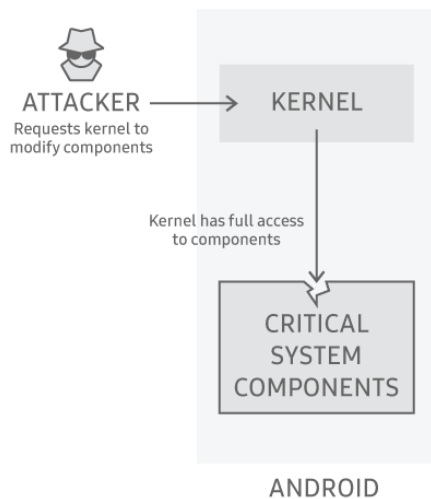 ATTACKER
Requests kernel to
modify components
KERNEL
Kernel has full access
to components
CRITICAL
SYSTEM
COMPONENTS
ANDROID